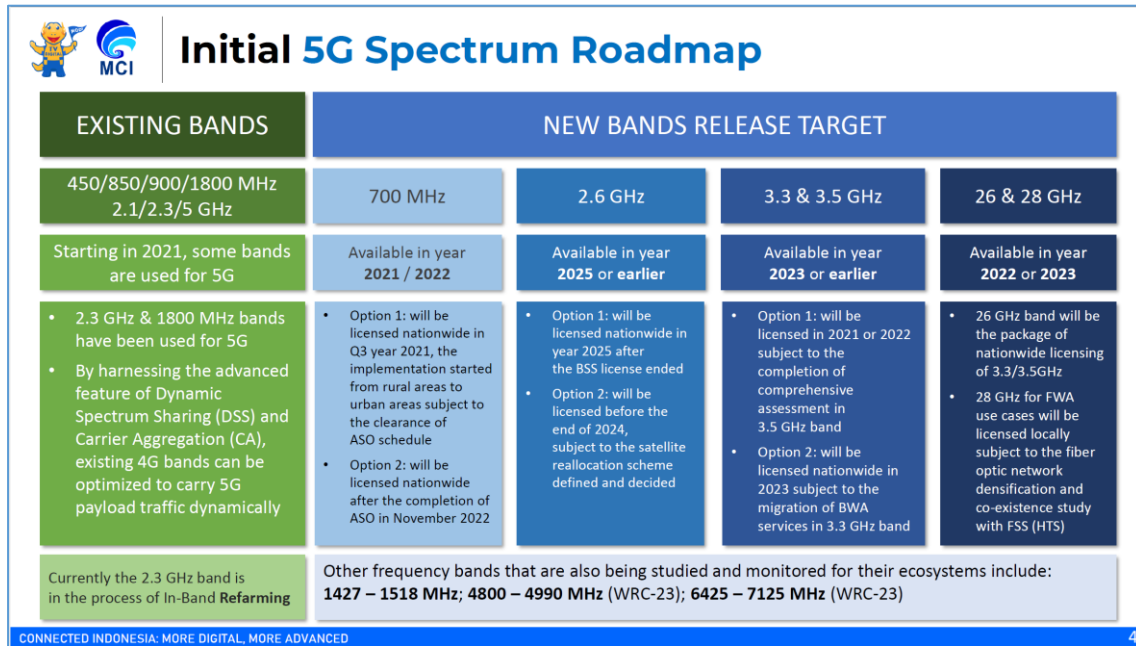 MCI
Initial 5G Spectrum Roadmap
EXISTING BANDS
NEW BANDS RELEASE TARGET
450/850/900/1800 MHz
2.1/2.3/5 GHz
700 MHz
2.6 GHz
3.3 & 3.5 GHz
26 & 28 GHz
Starting in 2021, some bands
are used for 5G
Available in year
2021 / 2022
Available in year
2025 or earlier
Available in year
2023 or earlier
Available in year
2022 or 2023
• 2.3 GHz & 1800 MHz bands
have been used for 5G
• By harnessing the advanced
feature of Dynamic
Spectrum Sharing (DSS) and
Carrier Aggregation (CA),
existing 4G bands can be
optimized to carry 5G
payload traffic dynamically
• Option 1: will be
licensed nationwide in
Q3 year 2021, the
implementation started
from rural areas to
urban areas subject to
the clearance of
ASO schedule
• Option 2: will be
licensed nationwide
after the completion of
ASO in November 2022
• Option 1: will be
licensed nationwide in
year 2025 after
the BSS license ended
• Option 2: will be
licensed before the
end of 2024,
subject to the satellite
reallocation scheme
defined and decided
• Option 1: will be
licensed in 2021 or 2022
subject to the
completion of
comprehensive
assessment in
3.5 GHz band
• Option 2: will be
licensed nationwide in
2023 subject to the
migration of BWA
services in 3.3 GHz band
• 26 GHz band will be
the package of
nationwide licensing
of 3.3/3.5GHz
• 28 GHz for FWA
use cases will be
licensed locally
subject to the fiber
optic network
densification and
co-existence study
with FSS (HTS)
Currently the 2.3 GHz band is
in the process of In-Band Refarming
Other frequency bands that are also being studied and monitored for their ecosystems include:
1427 – 1518 MHz; 4800 – 4990 MHz (WRC-23); 6425 – 7125 MHz (WRC-23)
CONNECTED INDONESIA: MORE DIGITAL, MORE ADVANCED
4